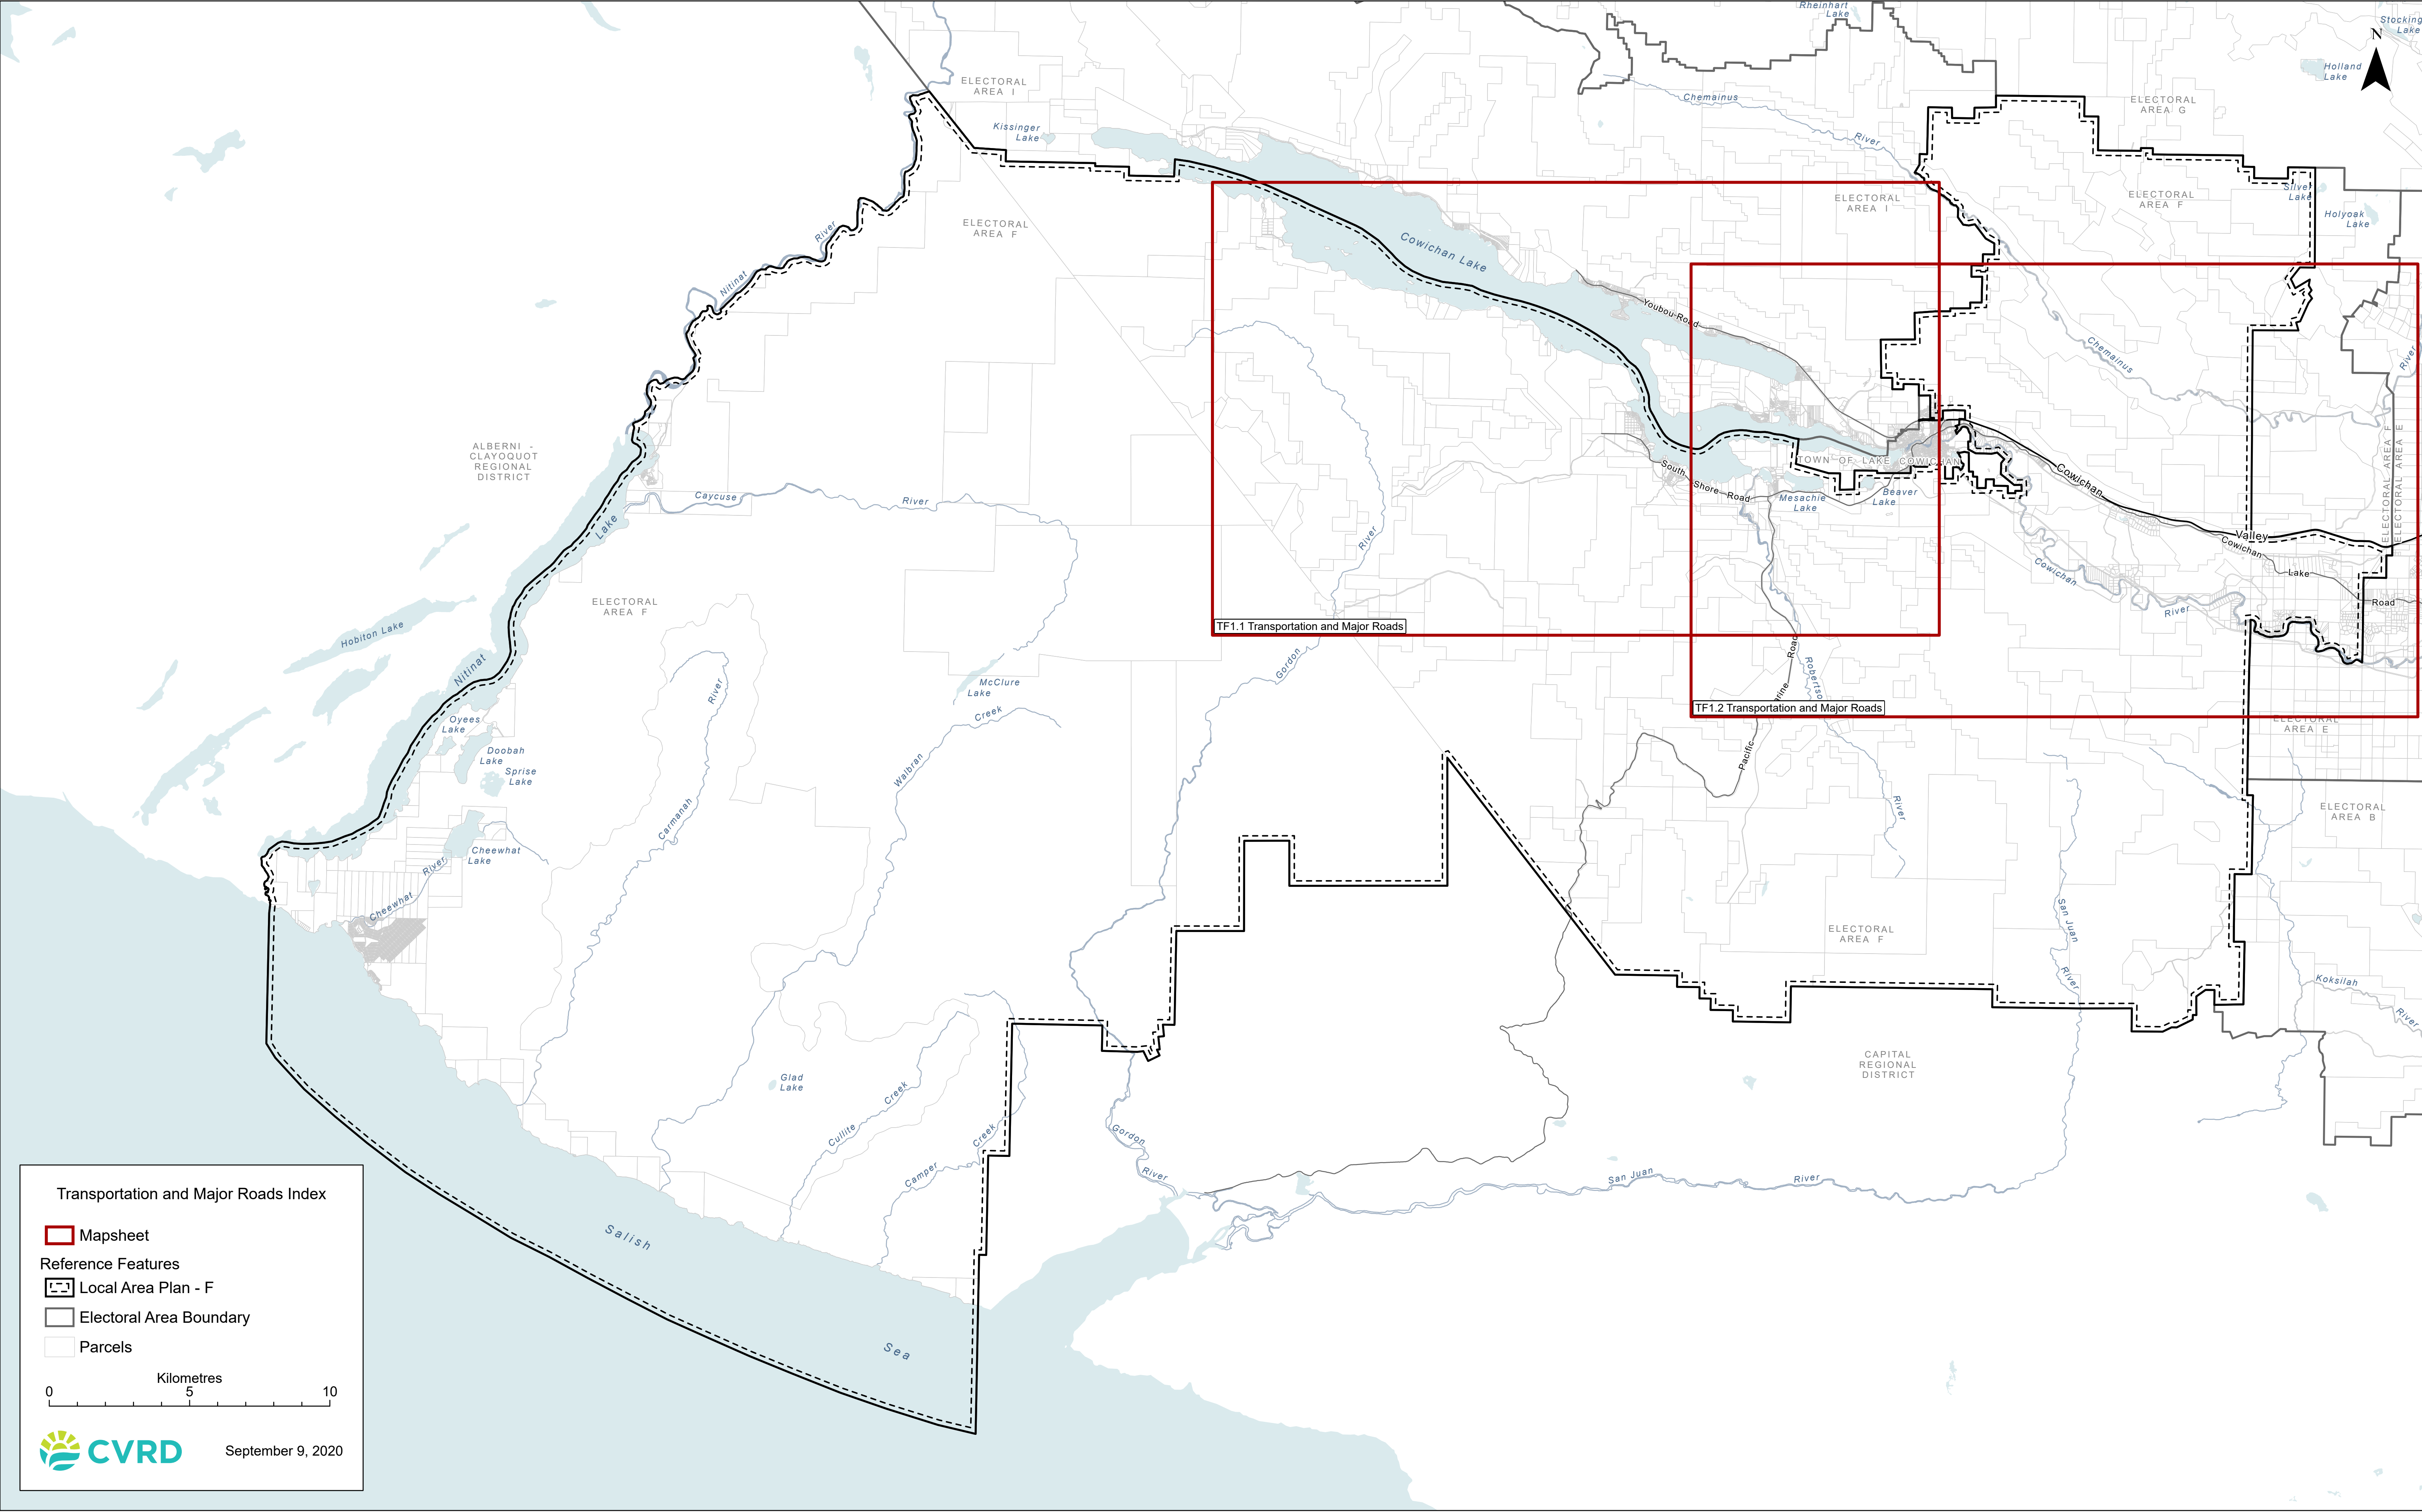 Rheinhart
Lake
Stocking
Lake
N
Holland
Lake
ELECTORAL
AREA I
Chemainus
River
ELECTORAL
AREA G
Kissinger
Lake
ELECTORAL
AREA I
ELECTORAL
AREA F
Silver
Lake
Holyoak
Lake
ELECTORAL
AREA F
River
Nitinat
Cowichan Lake
Youbou Road
Chemainus
River
ELECTORAL AREA F
ELECTORAL AREA E
ALBERNI -
CLAYOQUOT
REGIONAL
DISTRICT
TOWN OF LAKE COWICHAN
South
Shore Road
Mesachie
Lake
Beaver
Lake
Cowichan
Valley
Cowichan
Lake
Road
Caycuse
River
Lake
River
Cowichan
River
ELECTORAL
AREA F
Hobiton Lake
Nitinat
TF1.1 Transportation and Major Roads
Gordon
Road
Robertso
rine
TF1.2 Transportation and Major Roads
Pacific
River
McClure
Lake
Creek
River
Walbran
Carmanah
Oyees
Lake
Doobah
Lake
Sprise
Lake
ELECTORAL
AREA E
ELECTORAL
AREA B
River
Cheewhat
Lake
Cheewhat
ELECTORAL
AREA F
San Juan
River
Koksilah
River
CAPITAL
REGIONAL
DISTRICT
Glad
Lake
Creek
Cullite
Creek
Camper
Gordon
River
San Juan
River
Salish
Sea
Transportation and Major Roads Index
Mapsheet
Reference Features
Local Area Plan - F
Electoral Area Boundary
Parcels
Kilometres
0 5 10
CVRD
September 9, 2020